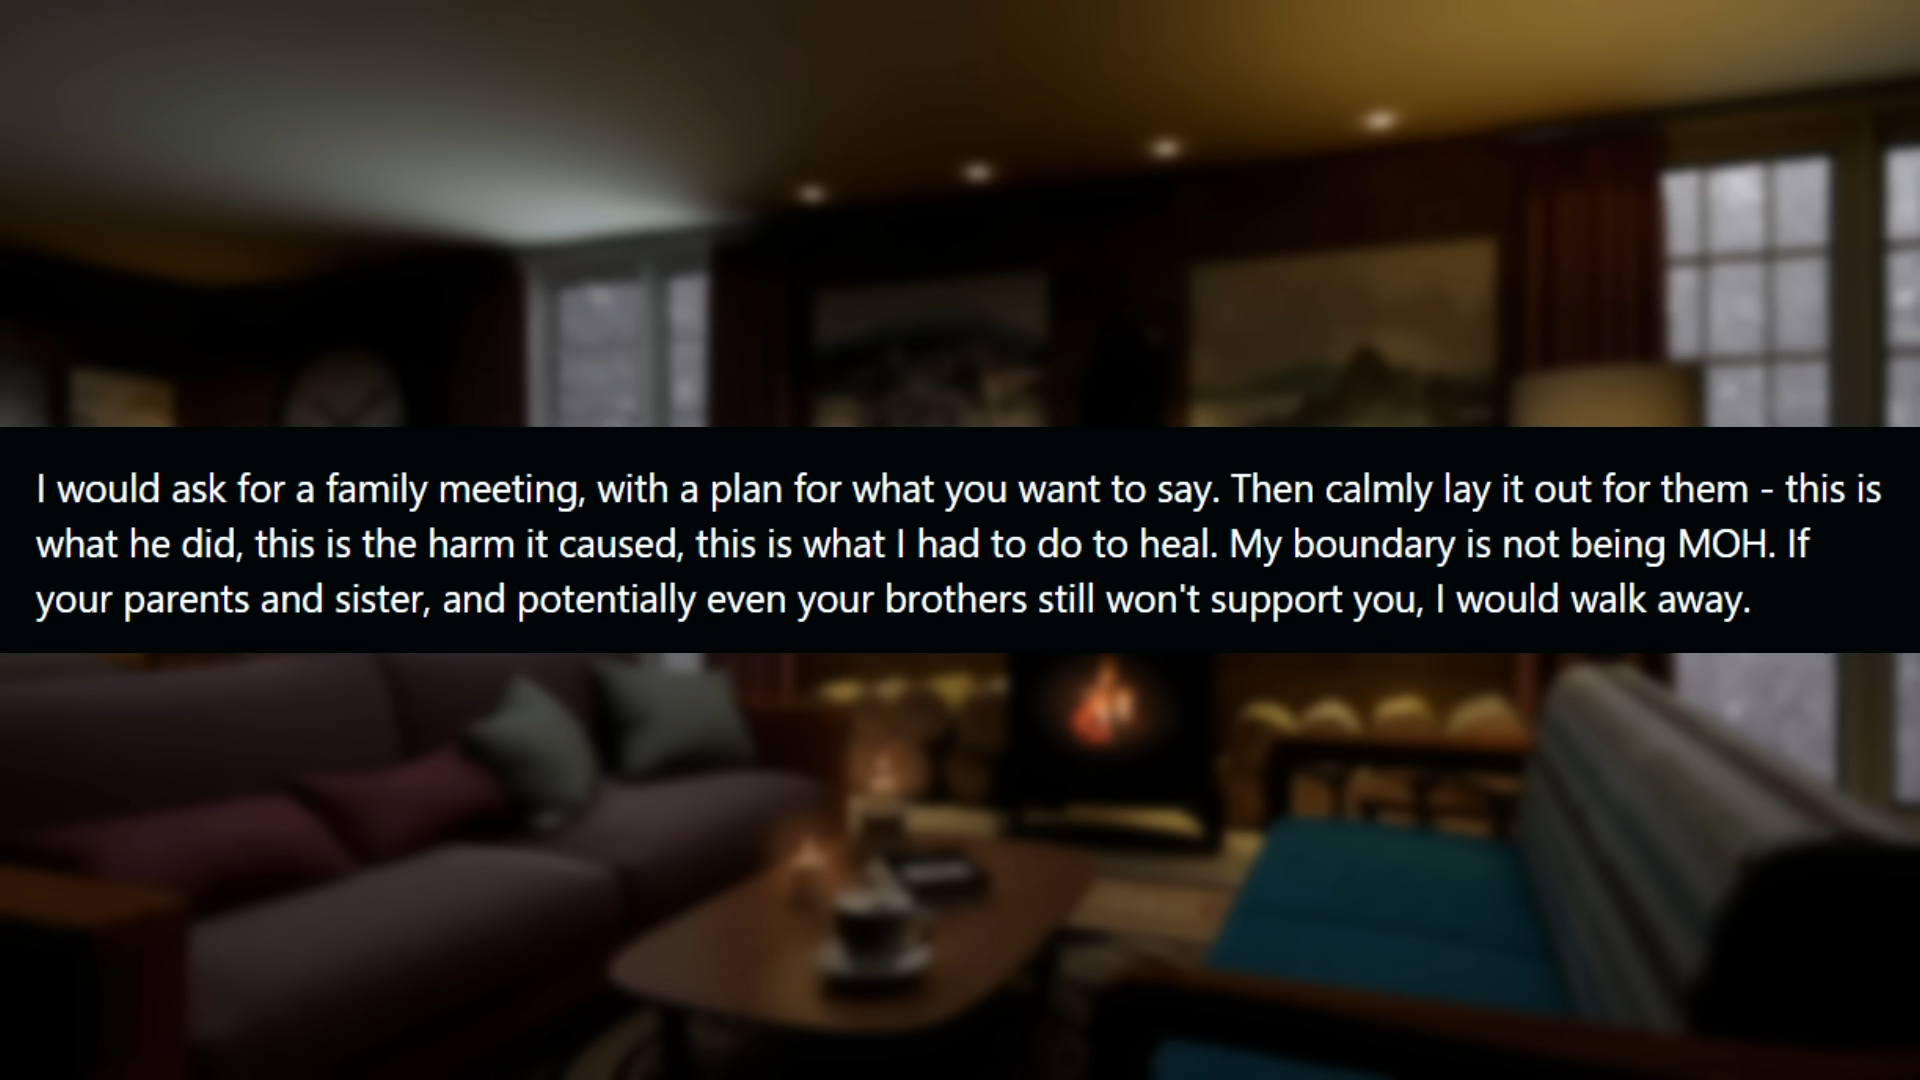 I would ask for a family meeting, with a plan for what you want to say. Then calmly lay it out for them - this is
what he did, this is the harm it caused, this is what I had to do to heal. My boundary is not being MOH. If
your parents and sister, and potentially even your brothers still won't support you, I would walk away.